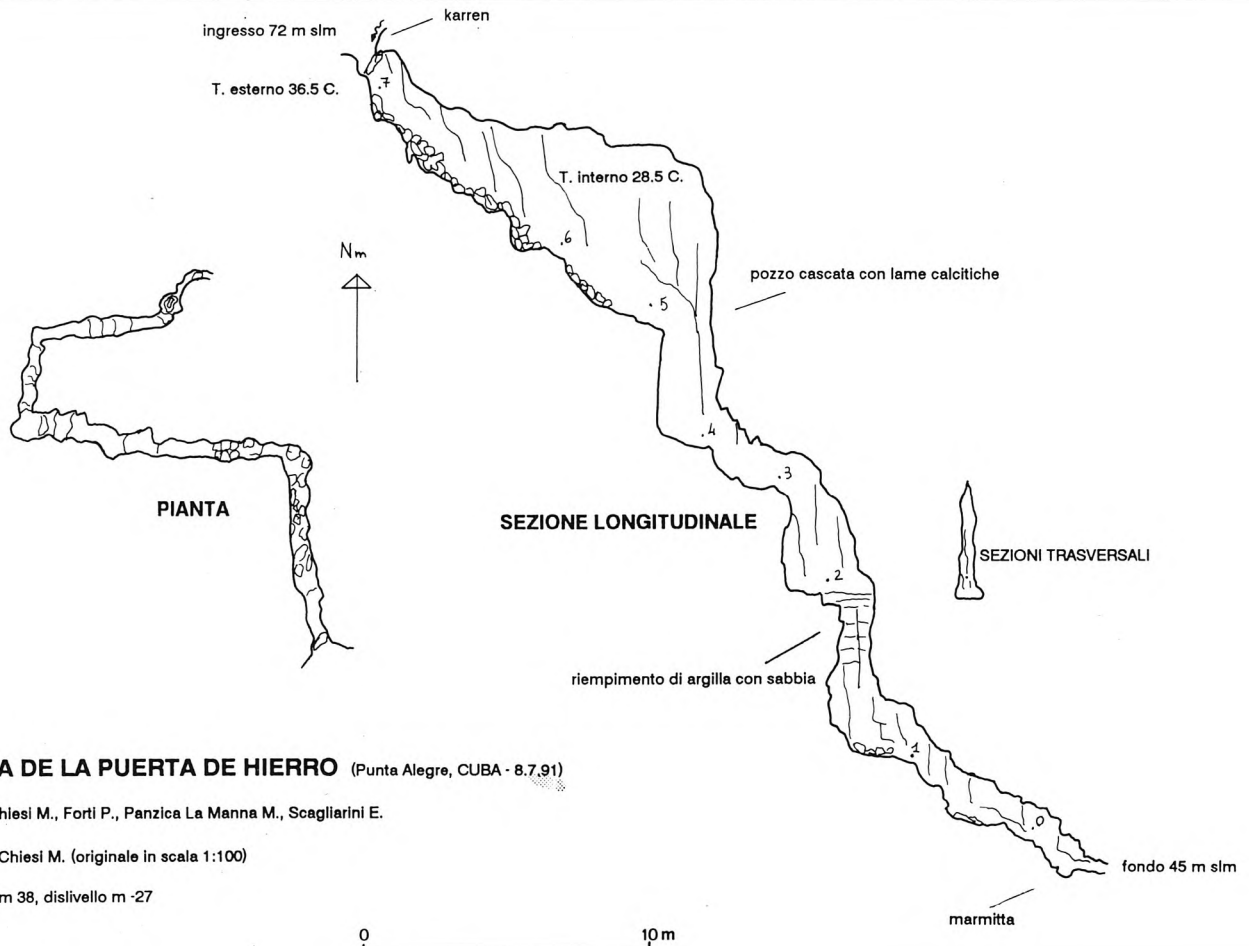 karren
ingresso 72 m slm
T. esterno 36.5 C.
.7
T. interno 28.5 C.
Nm
.6
pozzo cascata con lame calcitiche
.5
.4
.3
PIANTA
SEZIONE LONGITUDINALE
SEZIONI TRASVERSALI
.2
riempimento di argilla con sabbia
.1
A DE LA PUERTA DE HIERRO (Punta Alegre, CUBA - 8.7.91)
hiesi M., Forti P., Panzica La Manna M., Scagliarini E.
.0
Chiesi M. (originale in scala 1:100)
fondo 45 m slm
m 38, dislivello m -27
marmitta
0 10 m